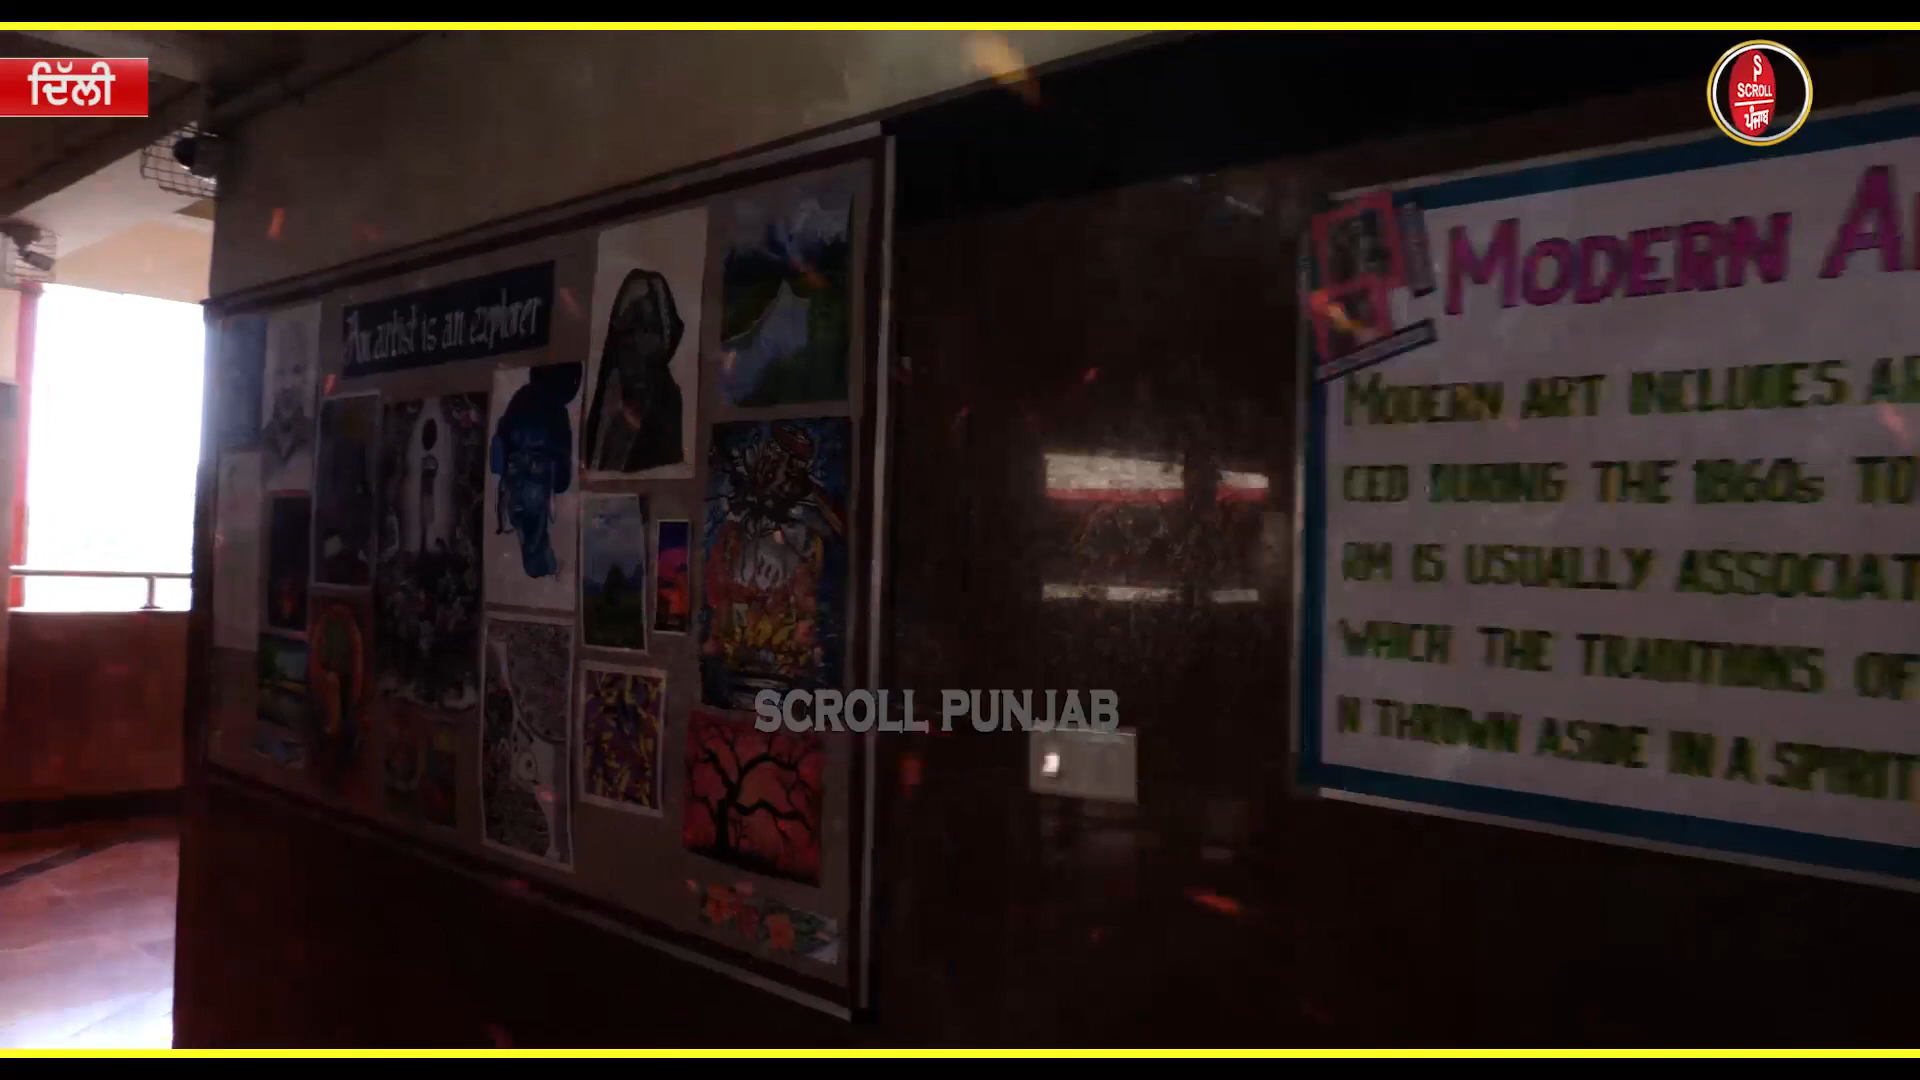 ਦਿੱਲੀ
S
P
SCROLL
ਪੰਜਾਬ
An artist is an explorer
MODERN A
MODERN ART INCLUDES AR
CED DURING THE 1860s TO
RM IS USUALLY ASSOCIAT
WHICH THE TRADITIONS OF
N THROWN ASIDE IN A SPIRIT
SCROLL PUNJAB